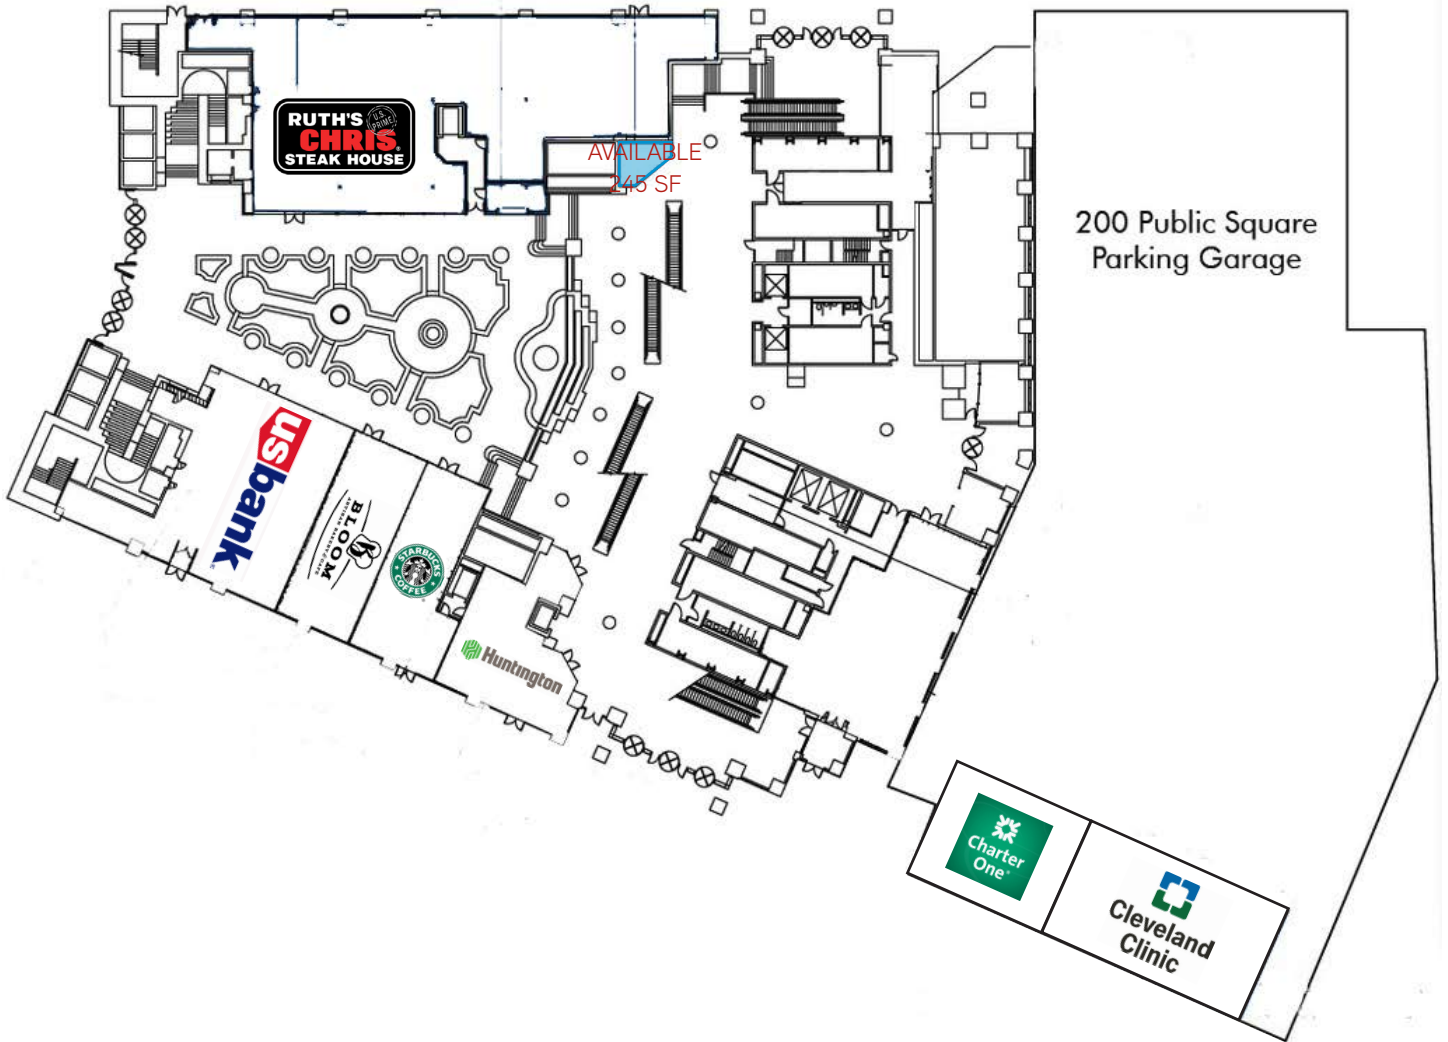 RUTH'S
U.S.
PRIME
CHRIS
STEAK HOUSE
AVAILABLE
245 SF
200 Public Square
Parking Garage
usbank
BLOOM
STARBUCKS
COFFEE
Huntington
Charter
One
Cleveland
Clinic